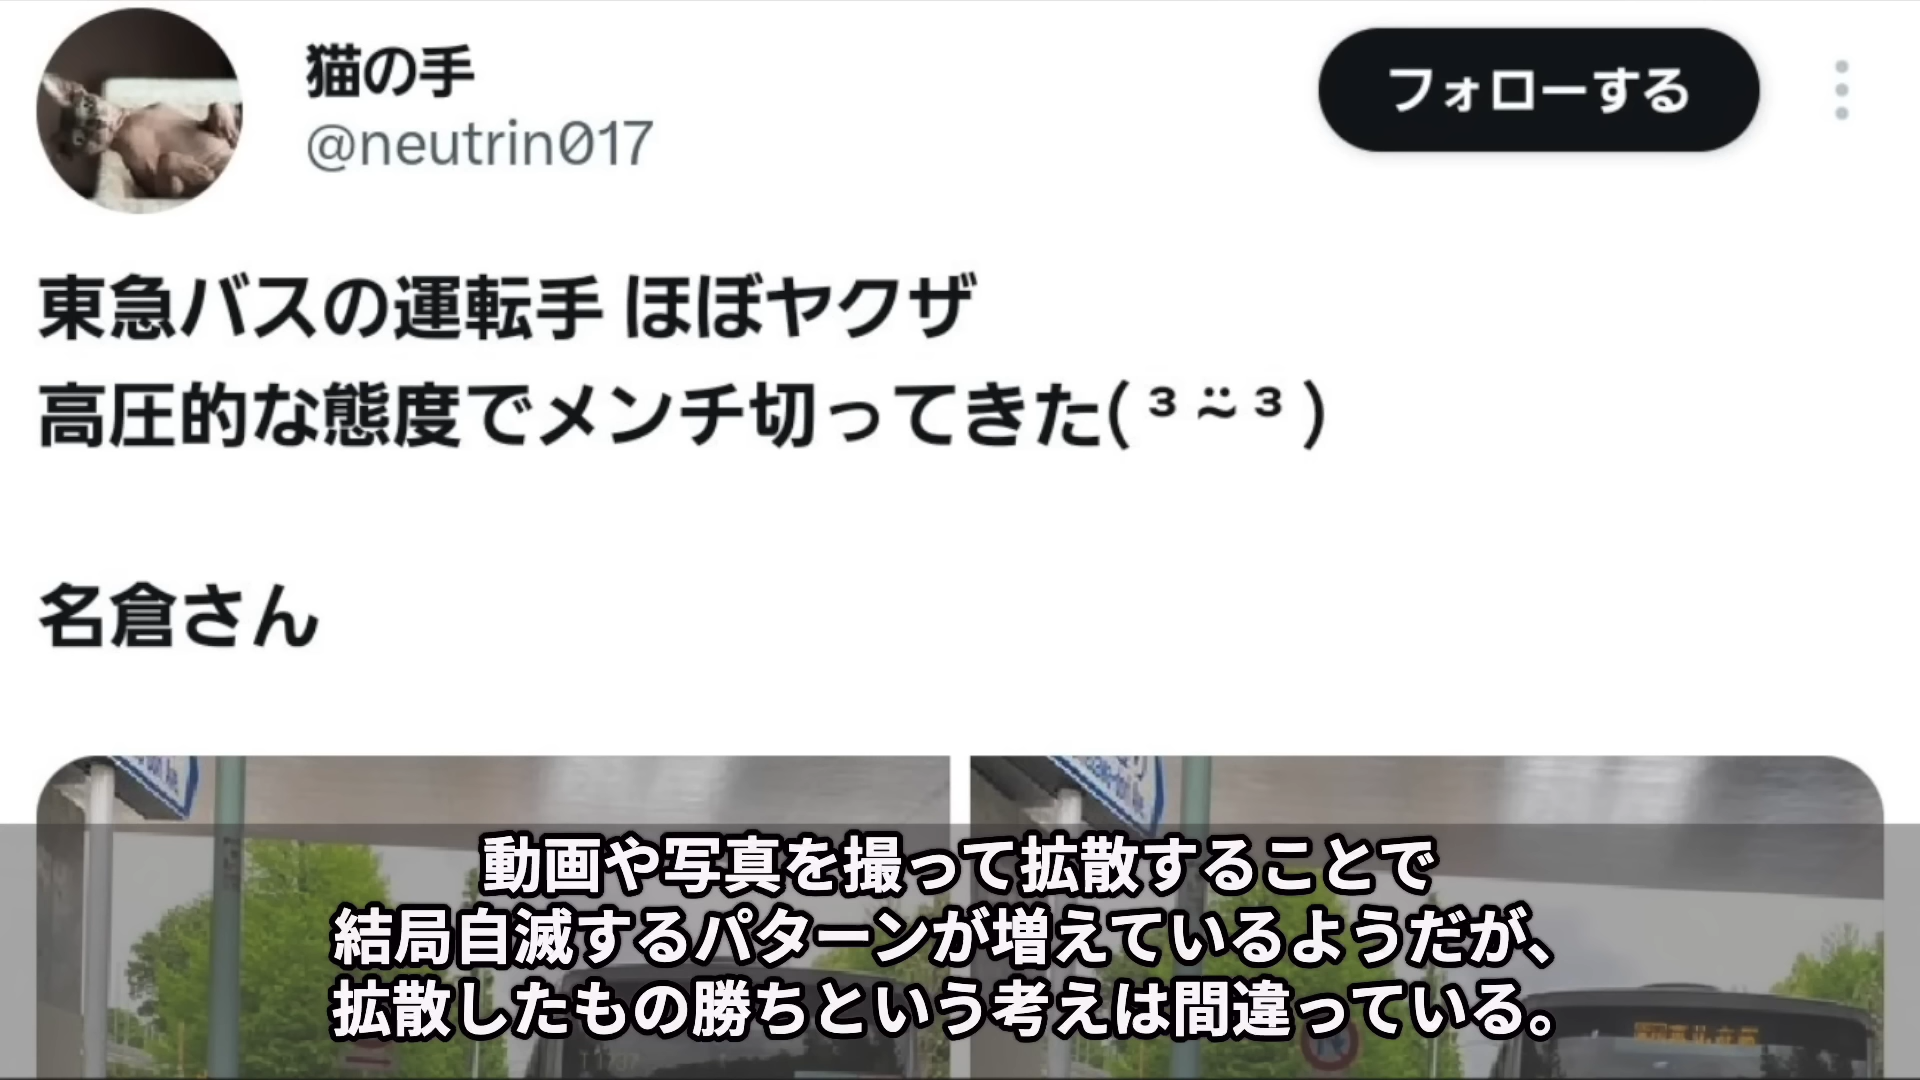 猫の手
フォローする
@neutrin017
東急バスの運転手 ほぼヤクザ
高圧的な態度でメンチ切ってきた( ³ ~̈ ³ )
名倉さん
動画や写真を撮って拡散することで
結局自滅するパターンが増えているようだが、
拡散したもの勝ちという考えは間違っている。